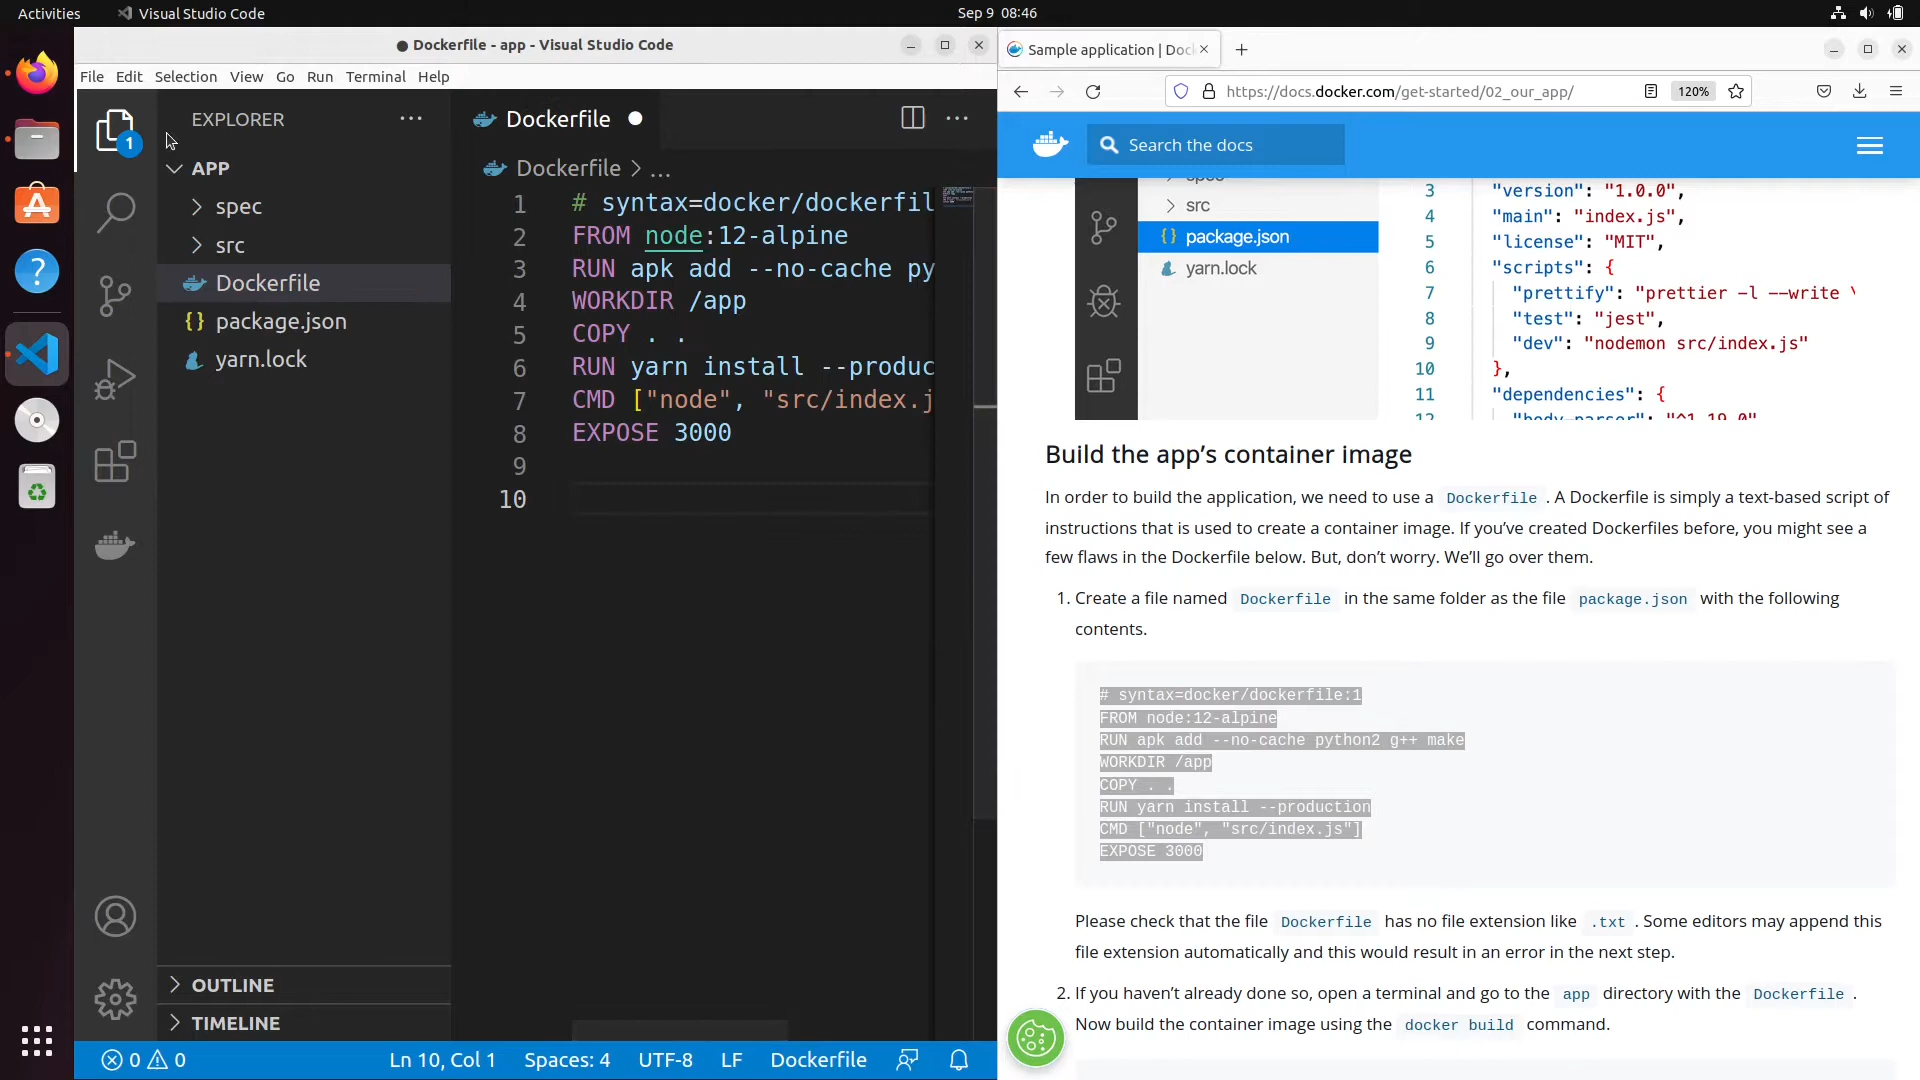 Activities
Visual Studio Code
Sep 9 08:46
● Dockerfile - app - Visual Studio Code
File Edit Selection View Go Run Terminal Help
1
EXPLORER
···
APP
spec
src
Dockerfile
package.json
yarn.lock
OUTLINE
TIMELINE
Dockerfile ●
···
Dockerfile > ...
1 # syntax=docker/dockerfil
2 FROM node:12-alpine
3 RUN apk add --no-cache py
4 WORKDIR /app
5 COPY . .
6 RUN yarn install --produc
7 CMD ["node", "src/index.j
8 EXPOSE 3000
9
10
0 0
Ln 10, Col 1 Spaces: 4 UTF-8 LF Dockerfile
Sample application | Doc
https://docs.docker.com/get-started/02_our_app/
120%
Search the docs
spec
src
{} package.json
yarn.lock
3 "version": "1.0.0",
4 "main": "index.js",
5 "license": "MIT",
6 "scripts": {
7 "prettify": "prettier -l --write \
8 "test": "jest",
9 "dev": "nodemon src/index.js"
10 },
11 "dependencies": {
12 "body-parser": "^1.19.0"
Build the app’s container image
In order to build the application, we need to use a Dockerfile . A Dockerfile is simply a text-based script of
instructions that is used to create a container image. If you’ve created Dockerfiles before, you might see a
few flaws in the Dockerfile below. But, don’t worry. We’ll go over them.
1. Create a file named Dockerfile in the same folder as the file package.json with the following
contents.
# syntax=docker/dockerfile:1
FROM node:12-alpine
RUN apk add --no-cache python2 g++ make
WORKDIR /app
COPY . .
RUN yarn install --production
CMD ["node", "src/index.js"]
EXPOSE 3000
Please check that the file Dockerfile has no file extension like .txt . Some editors may append this
file extension automatically and this would result in an error in the next step.
2. If you haven’t already done so, open a terminal and go to the app directory with the Dockerfile .
Now build the container image using the docker build command.